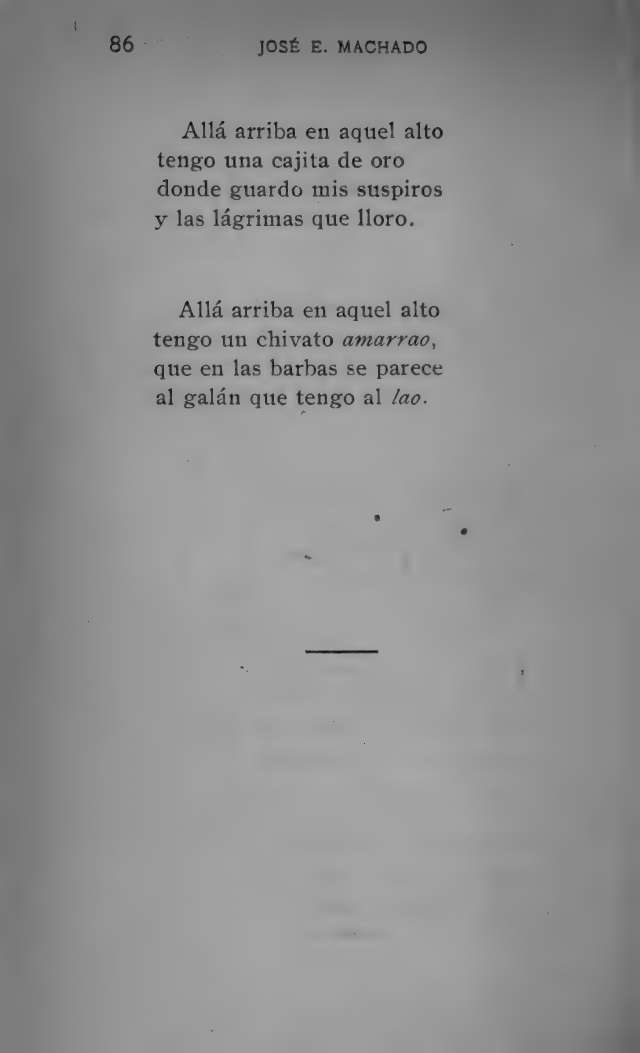 86 JOSÉ E. MACHADO
Allá arriba en aquel alto
tengo una cajita de oro
donde guardo mis suspiros
y las lágrimas que lloro.
Allá arriba en aquel alto
tengo un chivato amarrao,
que en las barbas se parece
al galán que tengo al lao.